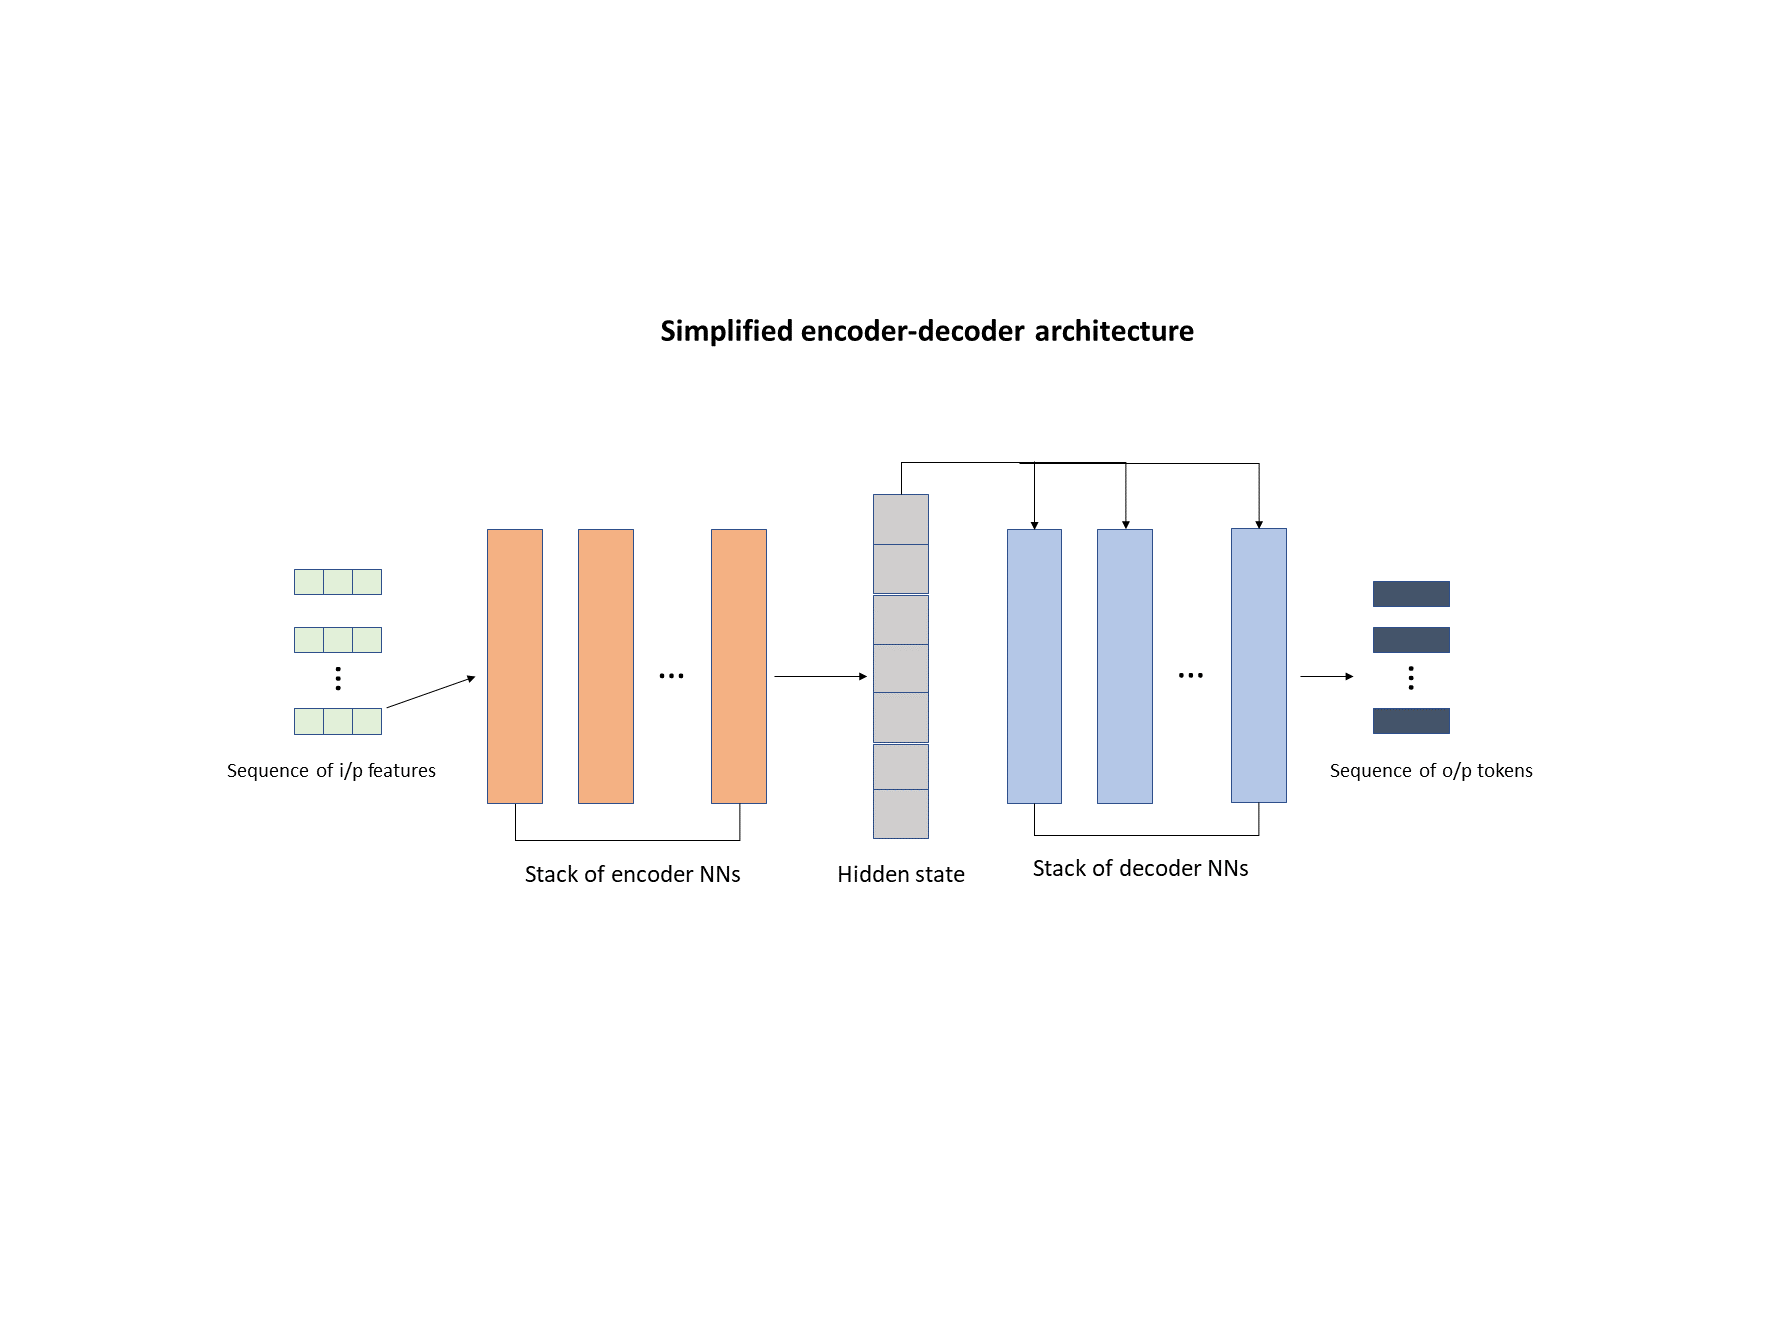 Simplified encoder-decoder architecture
Sequence of i/p features
Stack of encoder NNs
Hidden state
Stack of decoder NNs
Sequence of o/p tokens